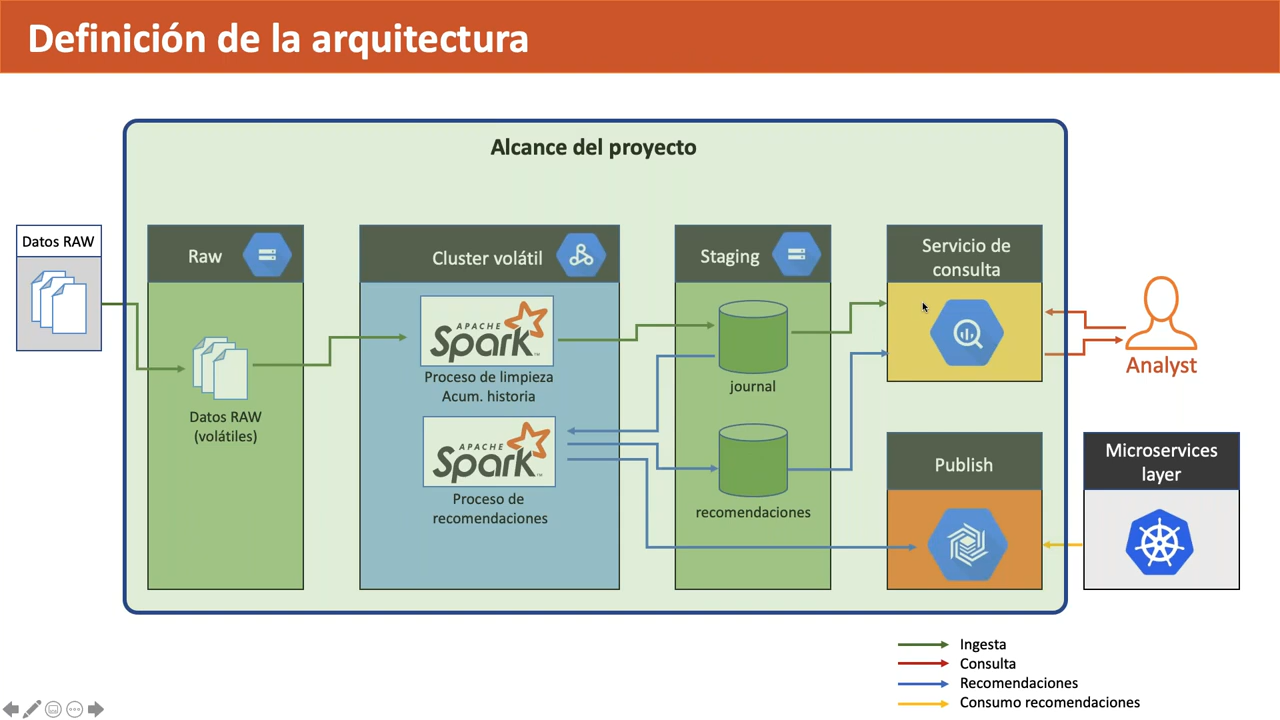 Definición de la arquitectura
Alcance del proyecto
Datos RAW
Raw
Datos RAW
(volátiles)
Cluster volátil
APACHE
Spark™
Proceso de limpieza
Acum. historia
APACHE
Spark™
Proceso de
recomendaciones
Staging
journal
recomendaciones
Servicio de
consulta
Publish
Analyst
Microservices
layer
Ingesta
Consulta
Recomendaciones
Consumo recomendaciones